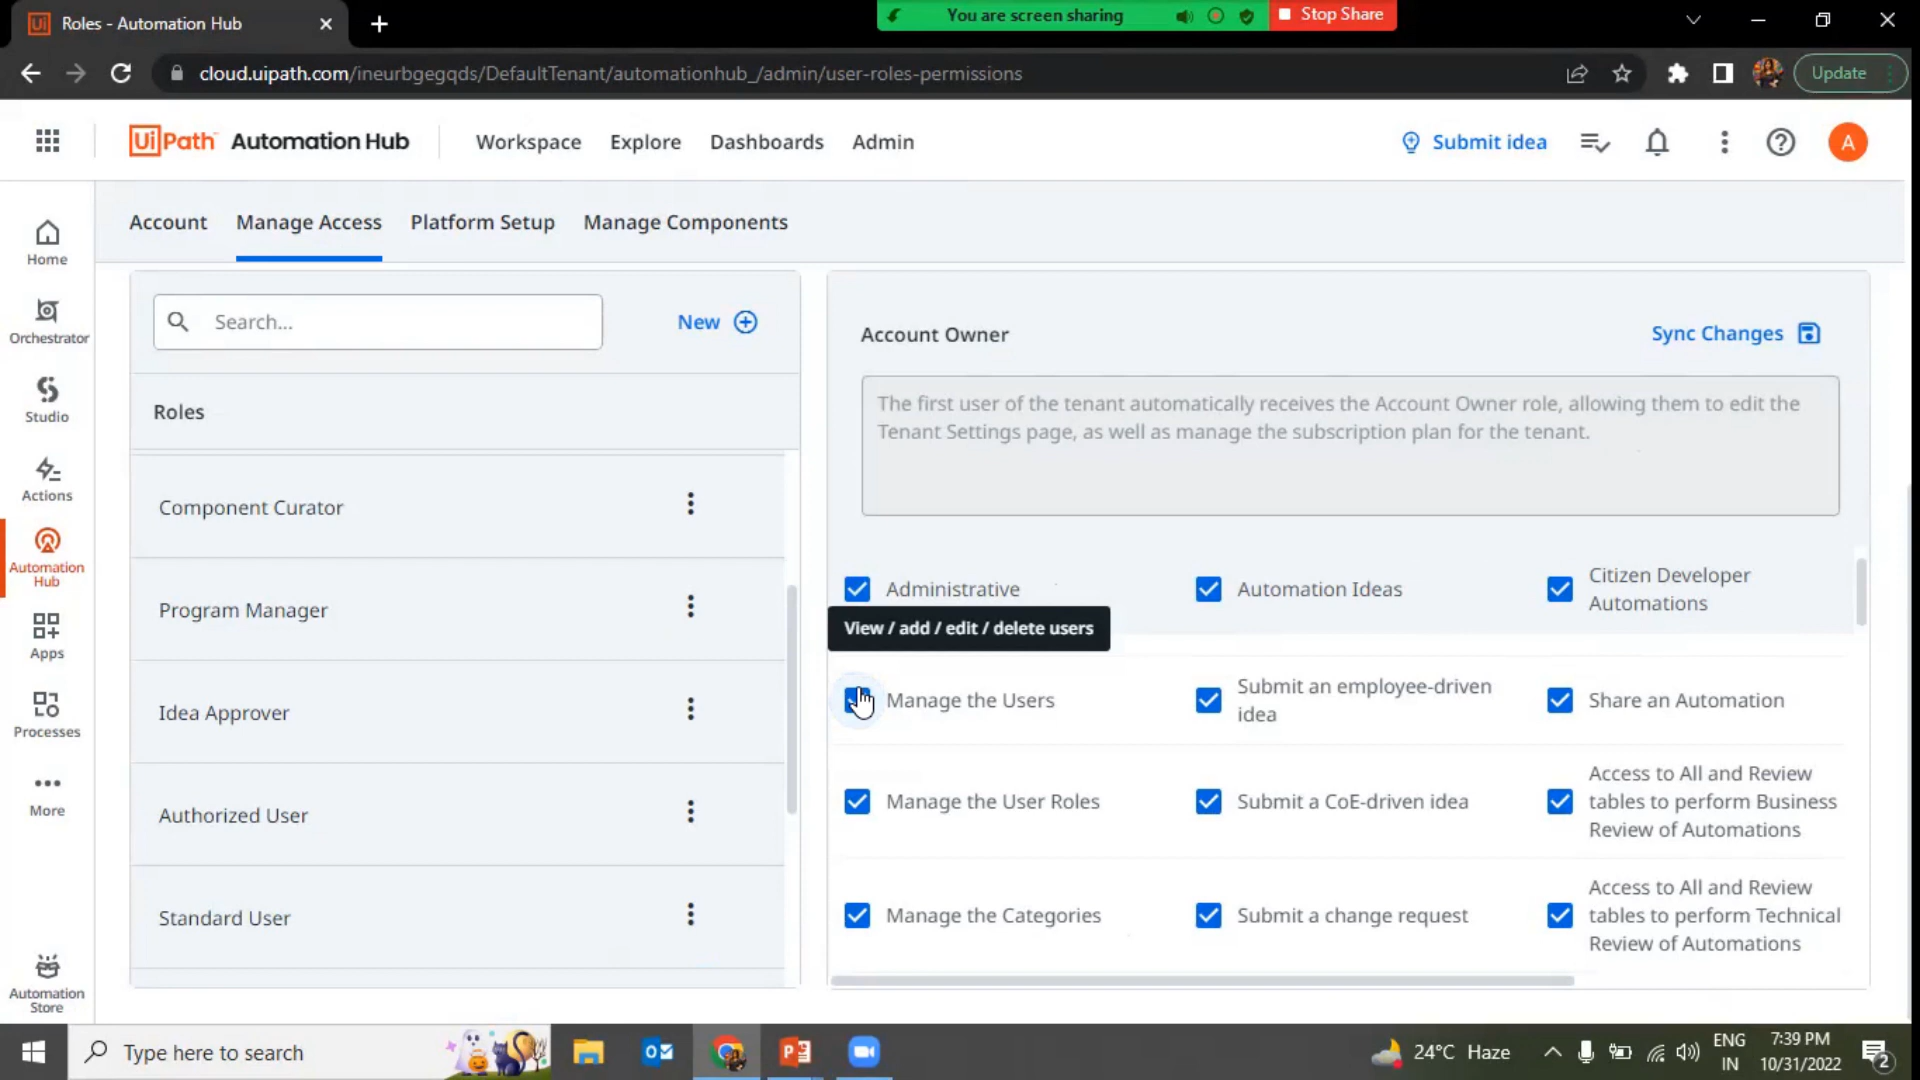 Roles - Automation Hub
You are screen sharing
Stop Share
cloud.uipath.com/ineurbgegqds/DefaultTenant/automationhub_/admin/user-roles-permissions
Update
UiPath Automation Hub
Workspace
Explore
Dashboards
Admin
Submit idea
A
Account
Manage Access
Platform Setup
Manage Components
Home
Orchestrator
Studio
Actions
Automation
Hub
Apps
Processes
More
Automation
Store
Search...
New
Roles
Component Curator
Program Manager
Idea Approver
Authorized User
Standard User
Account Owner
Sync Changes
The first user of the tenant automatically receives the Account Owner role, allowing them to edit the
Tenant Settings page, as well as manage the subscription plan for the tenant.
Administrative
Automation Ideas
Citizen Developer
Automations
View / add / edit / delete users
Manage the Users
Submit an employee-driven
idea
Share an Automation
Manage the User Roles
Submit a CoE-driven idea
Access to All and Review
tables to perform Business
Review of Automations
Manage the Categories
Submit a change request
Access to All and Review
tables to perform Technical
Review of Automations
Type here to search
24°C Haze
ENG
IN
7:39 PM
10/31/2022
2